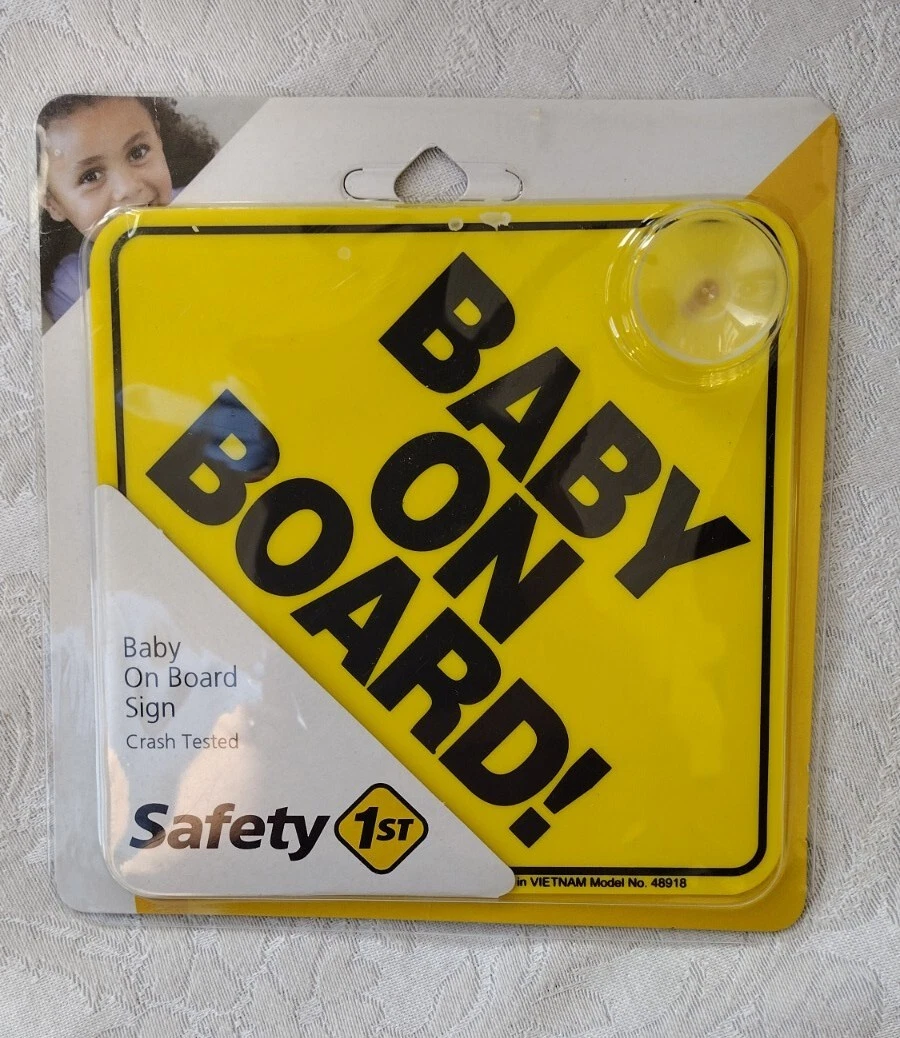 BABY
ON
BOARD!
Baby
On Board
Sign
Crash Tested
Safety 1ST
in VIETNAM Model No. 48918